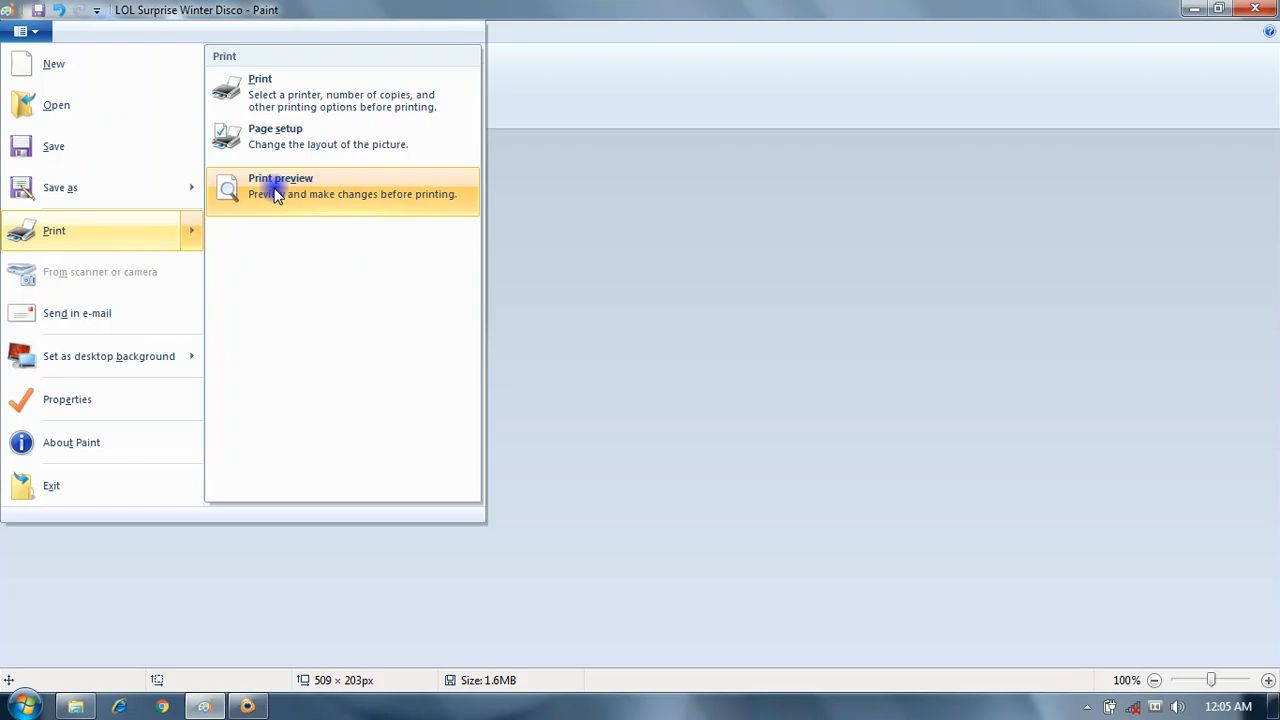 LOL Surprise Winter Disco - Paint
Print
New
Print
Select a printer, number of copies, and
other printing options before printing.
Open
Page setup
Change the layout of the picture.
Save
Print preview
Preview and make changes before printing.
Save as
Print
From scanner or camera
Send in e-mail
Set as desktop background
Properties
About Paint
Exit
509 × 203px
Size: 1.6MB
100%
12:05 AM